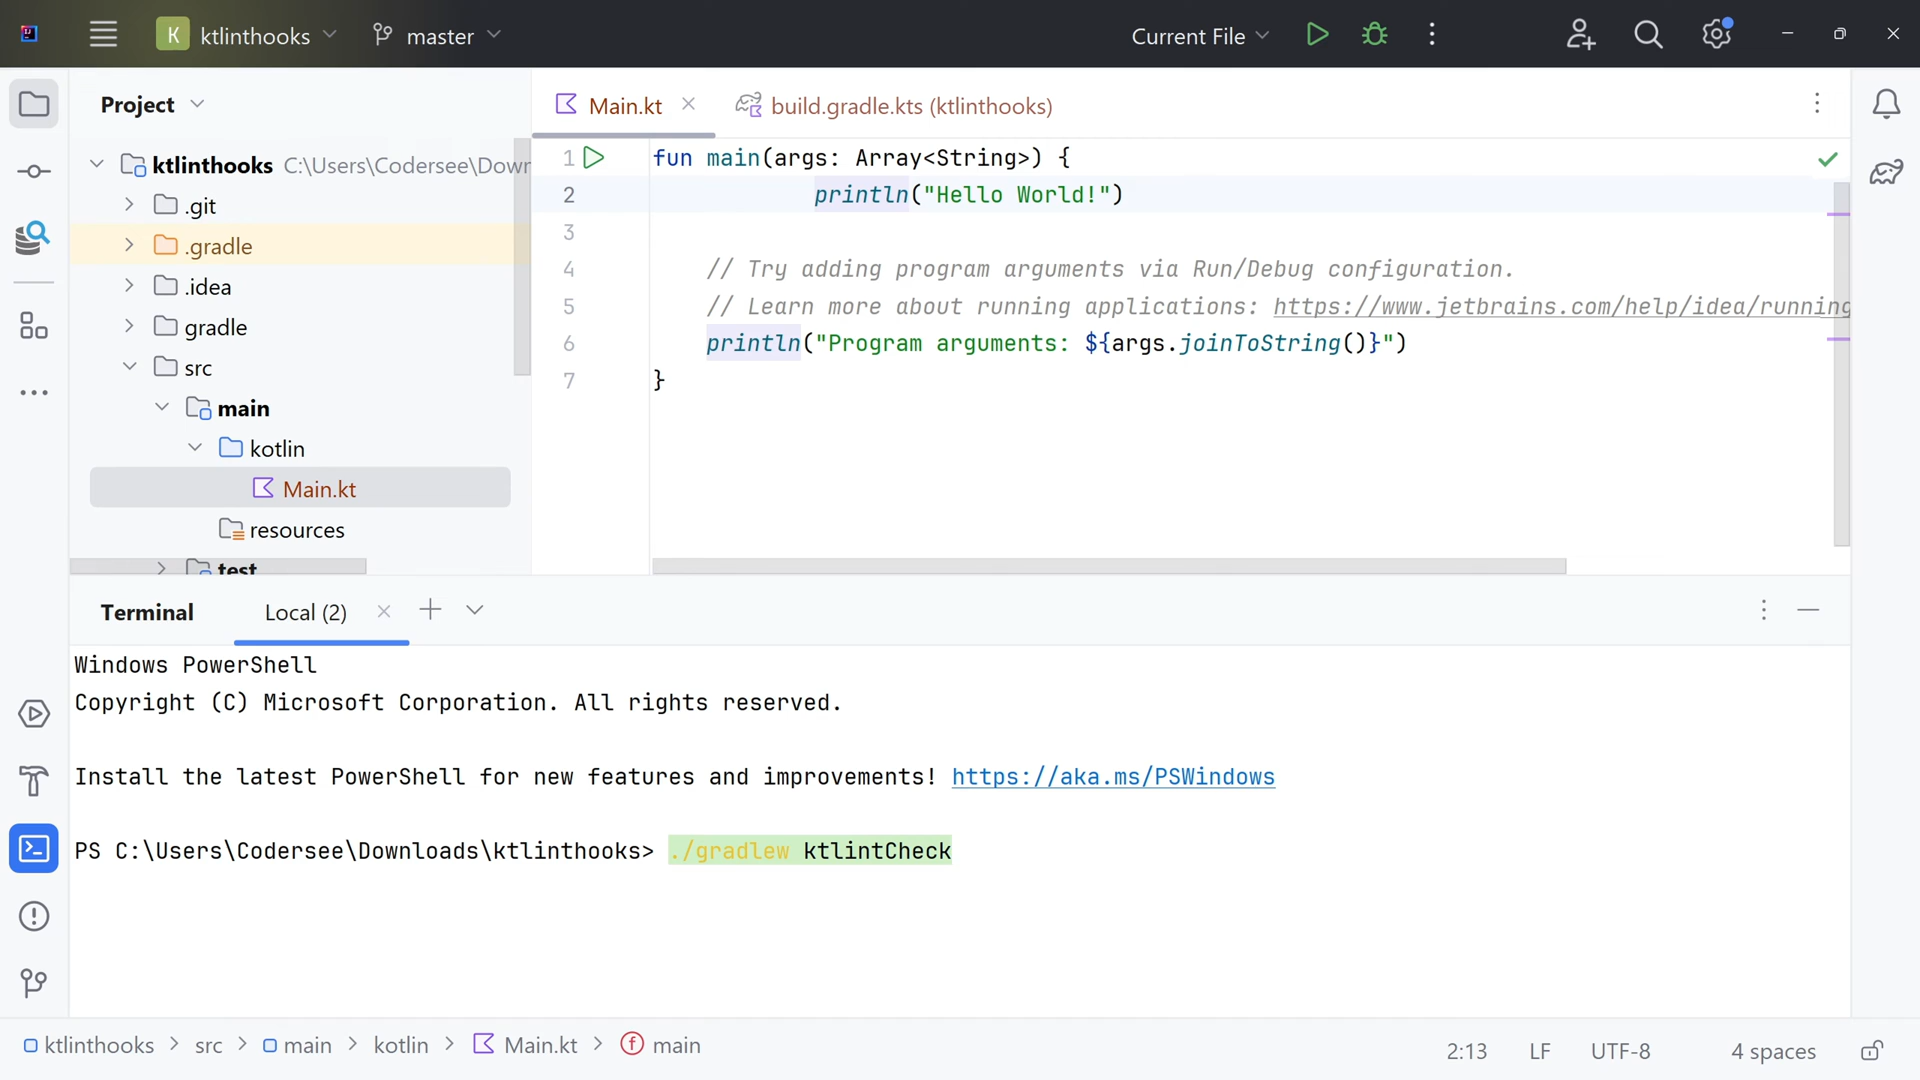 K ktlinthooks master Current File
Project
Main.kt
build.gradle.kts (ktlinthooks)
ktlinthooks C:\Users\Codersee\Dowr
.git
.gradle
.idea
gradle
src
main
kotlin
Main.kt
resources
test
1 fun main(args: Array<String>) {
2 println("Hello World!")
3
4 // Try adding program arguments via Run/Debug configuration.
5 // Learn more about running applications: https://www.jetbrains.com/help/idea/running
6 println("Program arguments: ${args.joinToString()}")
7 }
Terminal Local (2)
Windows PowerShell
Copyright (C) Microsoft Corporation. All rights reserved.
Install the latest PowerShell for new features and improvements! https://aka.ms/PSWindows
PS C:\Users\Codersee\Downloads\ktlinthooks> ./gradlew ktlintCheck
ktlinthooks > src > main > kotlin > Main.kt > f main
2:13 LF UTF-8 4 spaces